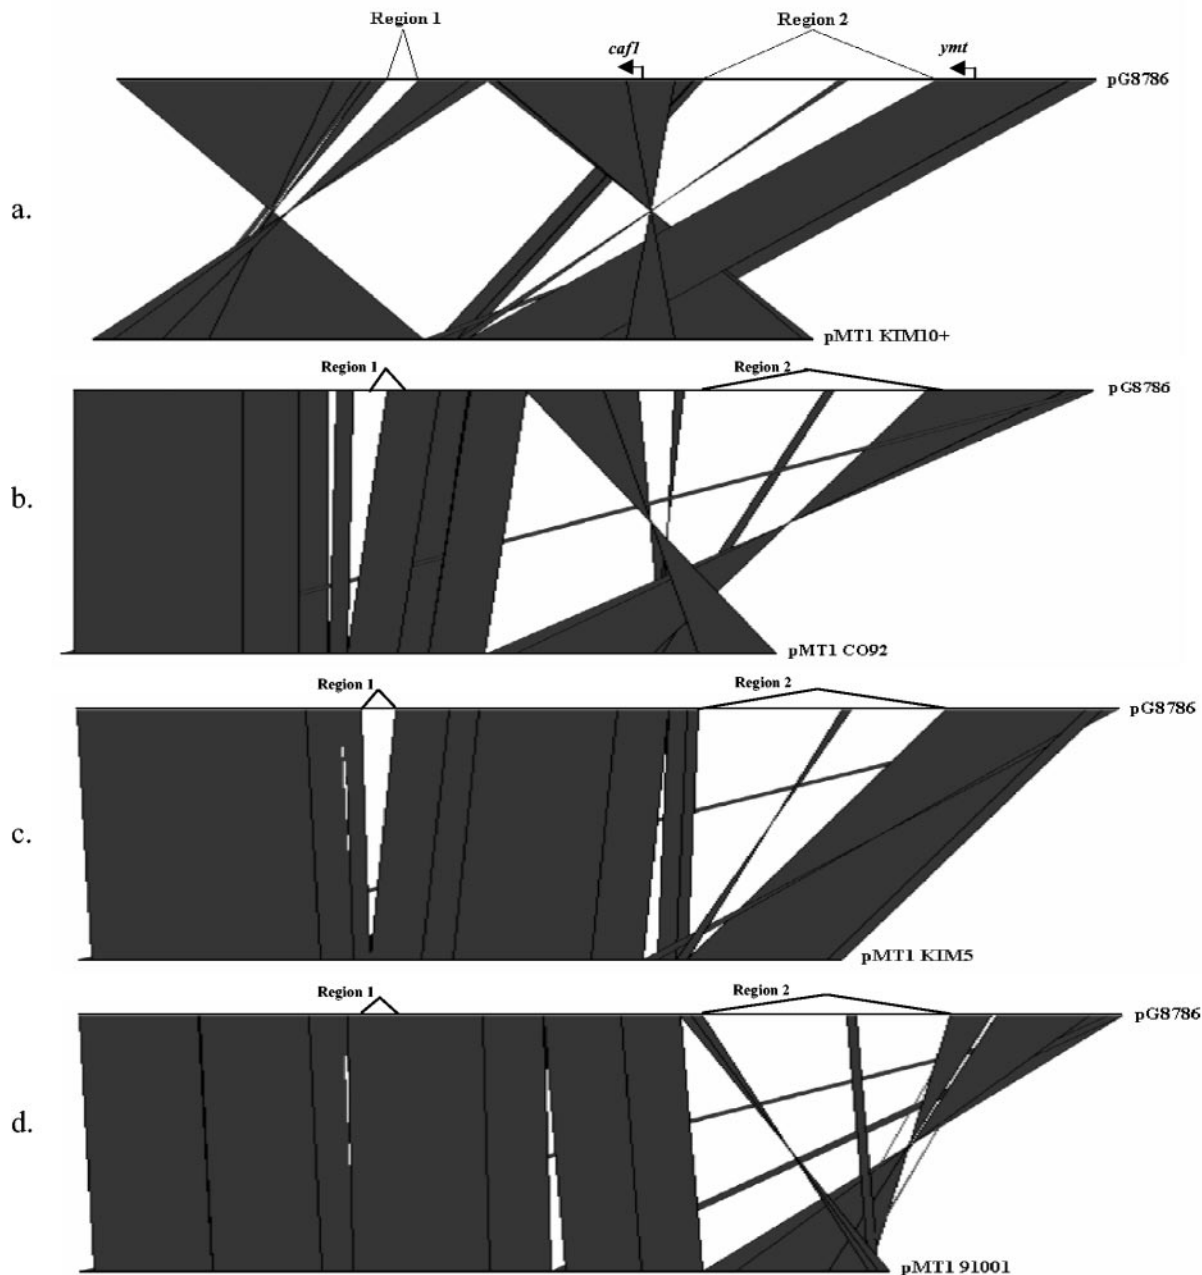 Region 1
Region 2
caf1
ymt
pG8786
a.
pMT1 KIM10+
Region 1
Region 2
pG8786
b.
pMT1 CO92
Region 1
Region 2
pG8786
c.
pMT1 KIM5
Region 1
Region 2
pG8786
d.
pMT1 91001